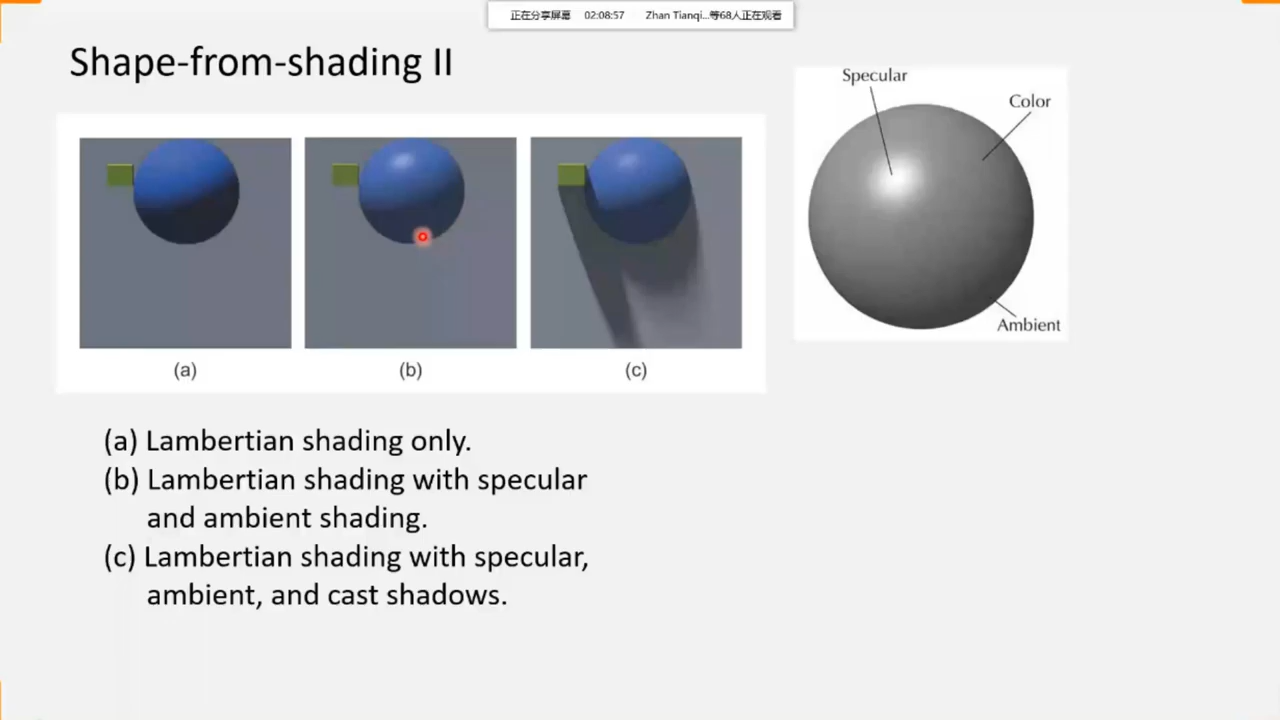 正在分享屏幕 02:08:57 Zhan Tianqi...等68人正在观看
Shape-from-shading II
Specular
Color
Ambient
(a) (b) (c)
(a) Lambertian shading only.
(b) Lambertian shading with specular
and ambient shading.
(c) Lambertian shading with specular,
ambient, and cast shadows.